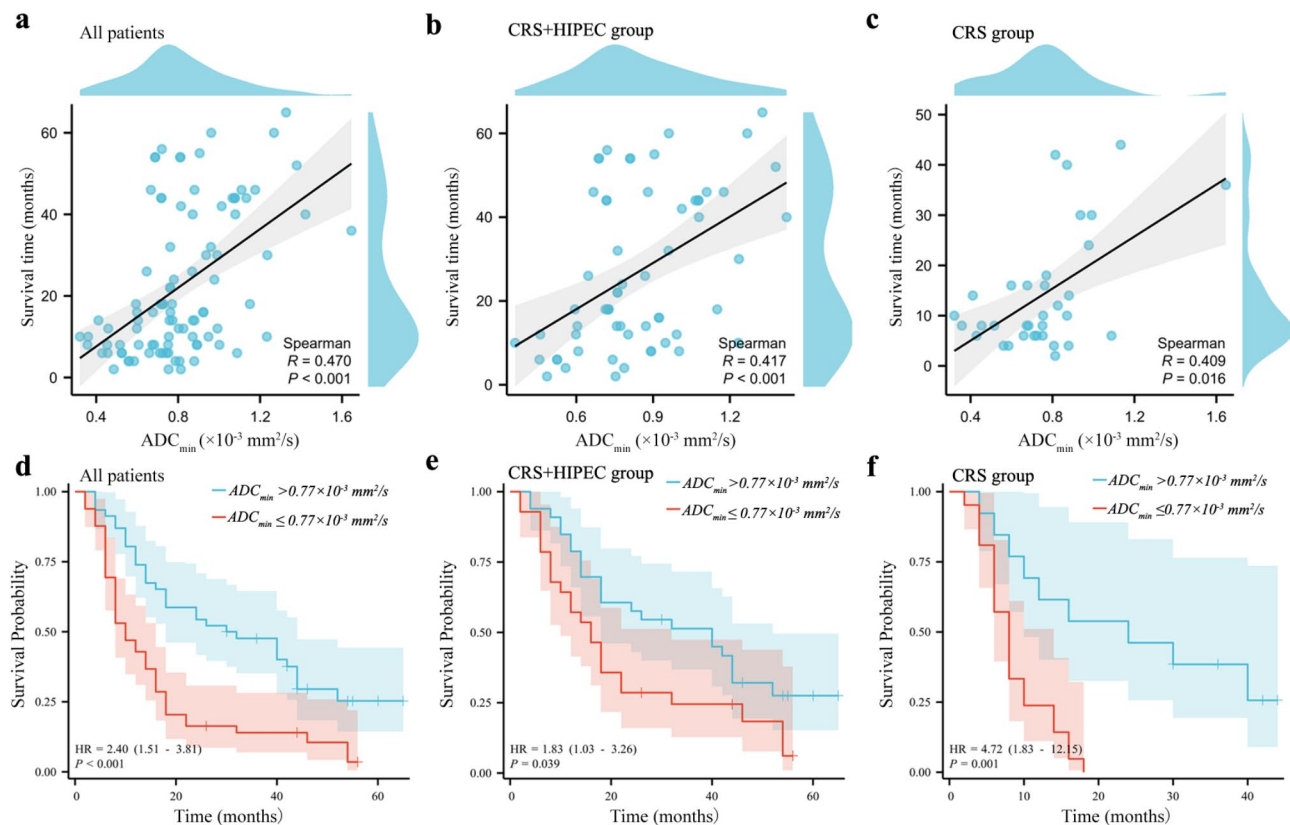 a
All patients
Survival time (months)
60
40
20
0
Spearman
R = 0.470
P < 0.001
0.4 0.8 1.2 1.6
ADCmin (×10⁻³ mm²/s)
b
CRS+HIPEC group
Survival time (months)
60
40
20
0
Spearman
R = 0.417
P < 0.001
0.6 0.9 1.2
ADCmin (×10⁻³ mm²/s)
c
CRS group
Survival time (months)
50
40
30
20
10
0
Spearman
R = 0.409
P = 0.016
0.4 0.8 1.2 1.6
ADCmin (×10⁻³ mm²/s)
d
All patients
ADCmin >0.77×10⁻³ mm²/s
ADCmin ≤ 0.77×10⁻³ mm²/s
Survival Probability
1.00
0.75
0.50
0.25
0.00
HR = 2.40 (1.51 - 3.81)
P < 0.001
0 20 40 60
Time (months)
e
CRS+HIPEC group
ADCmin >0.77×10⁻³ mm²/s
ADCmin ≤ 0.77×10⁻³ mm²/s
Survival Probability
1.00
0.75
0.50
0.25
0.00
HR = 1.83 (1.03 - 3.26)
P = 0.039
0 20 40 60
Time (months)
f
CRS group
ADCmin >0.77×10⁻³ mm²/s
ADCmin ≤0.77×10⁻³ mm²/s
Survival Probability
1.00
0.75
0.50
0.25
0.00
HR = 4.72 (1.83 - 12.15)
P = 0.001
0 10 20 30 40
Time (months)